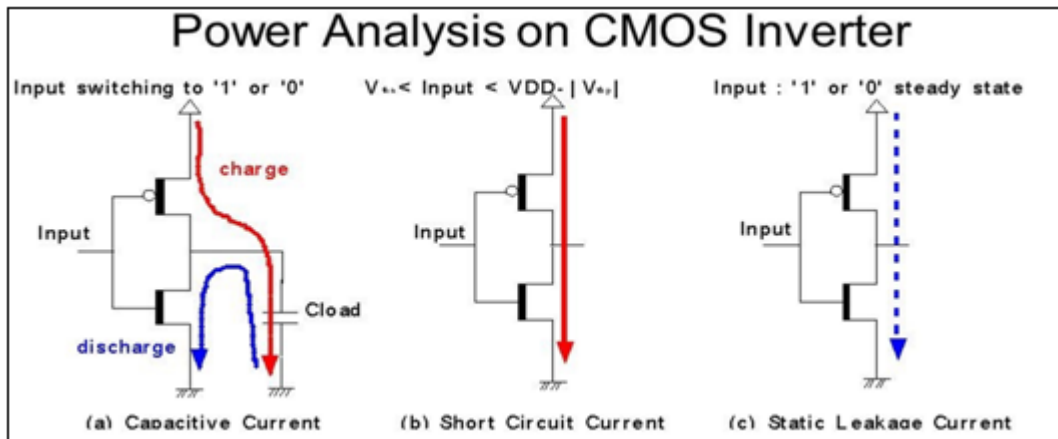 Power Analysis on CMOS Inverter
Input switching to '1' or '0'
charge
Input
Cload
discharge
(a) Capacitive Current
< Input < VDD-
Input
(b) Short Circuit Current
Input : '1' or '0' steady state
Input
(c) Static Leakage Current